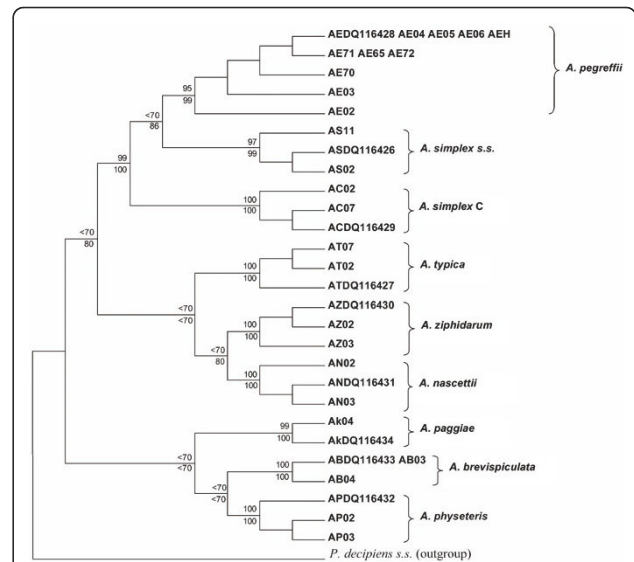 AEDQ116428 AE04 AE05 AE06 AEH
AE71 AE65 AE72
AE70
AE03
AE02
A. pegreffii
95
99
<70
86
AS11
ASDQ116426
AS02
A. simplex s.s.
97
99
99
100
AC02
AC07
ACDQ116429
A. simplex C
100
100
<70
80
AT07
AT02
ATDQ116427
A. typica
100
100
<70
<70
AZDQ116430
AZ02
AZ03
A. ziphidarum
100
100
<70
80
AN02
ANDQ116431
AN03
A. nascettii
100
100
Ak04
AkDQ116434
A. paggiae
99
100
<70
<70
ABDQ116433 AB03
AB04
A. brevispiculata
100
100
<70
<70
APDQ116432
AP02
AP03
A. physeteris
100
100
P. decipiens s.s. (outgroup)